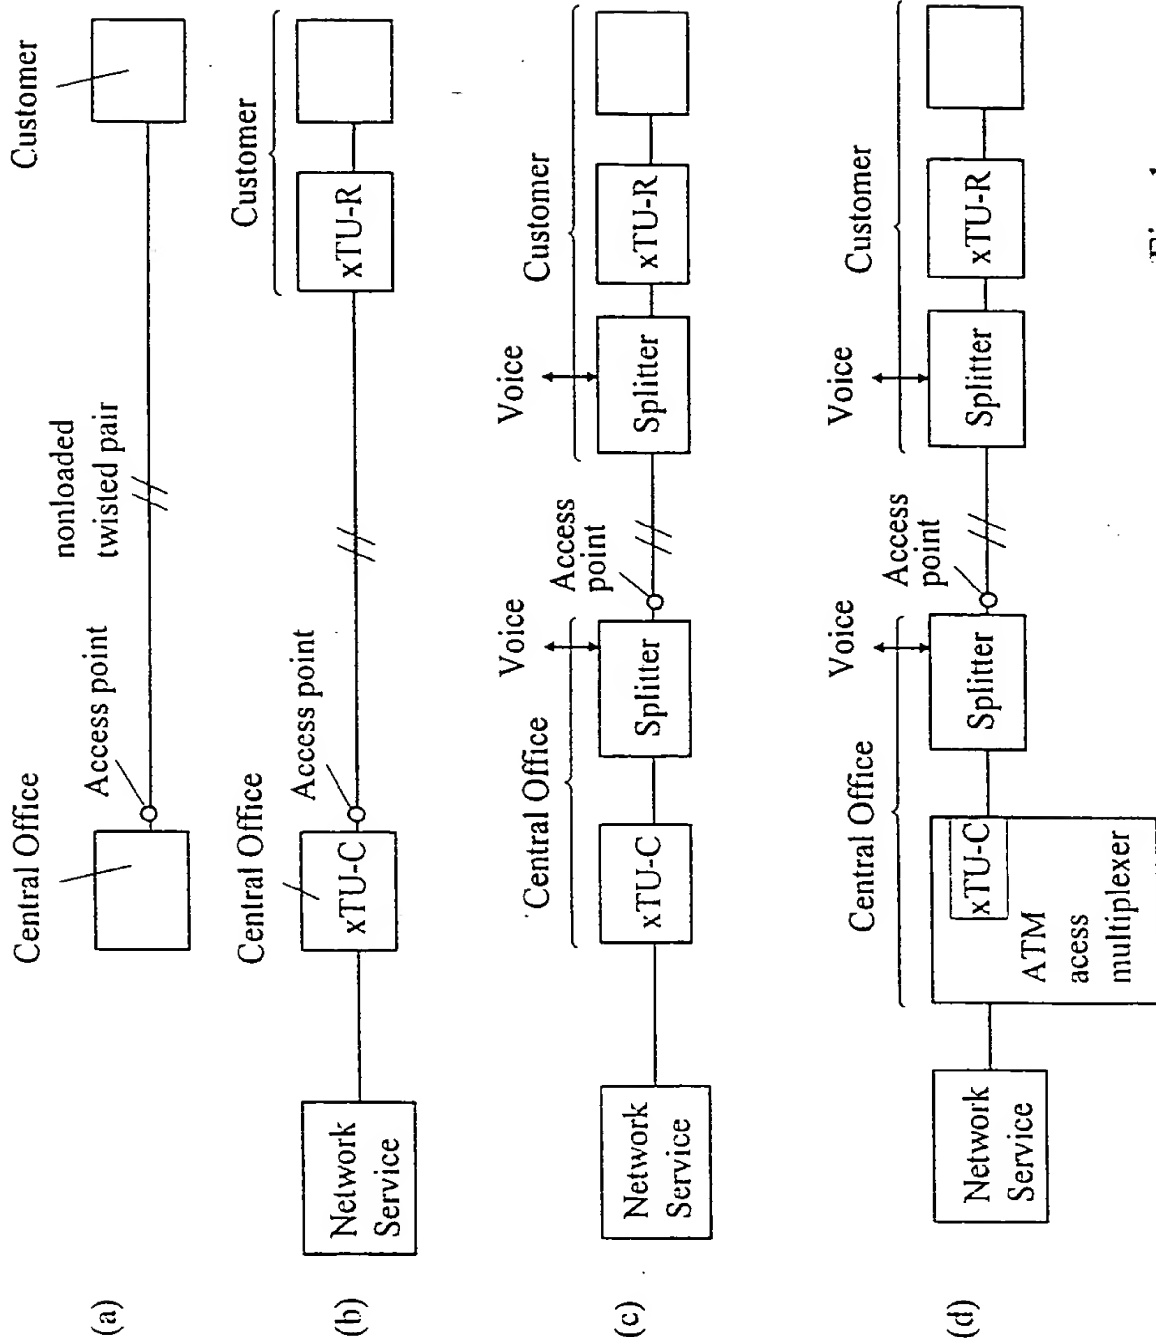 (a)
Central Office
Access point
nonloaded
twisted pair
Customer
(b)
Network
Service
Central Office
xTU-C
Access point
Customer
xTU-R
(c)
Network
Service
Central Office
xTU-C
Voice
Splitter
Access
point
Voice
Splitter
Customer
xTU-R
(d)
Network
Service
Central Office
xTU-C
ATM
acess
multiplexer
Voice
Splitter
Access
point
Voice
Splitter
Customer
xTU-R